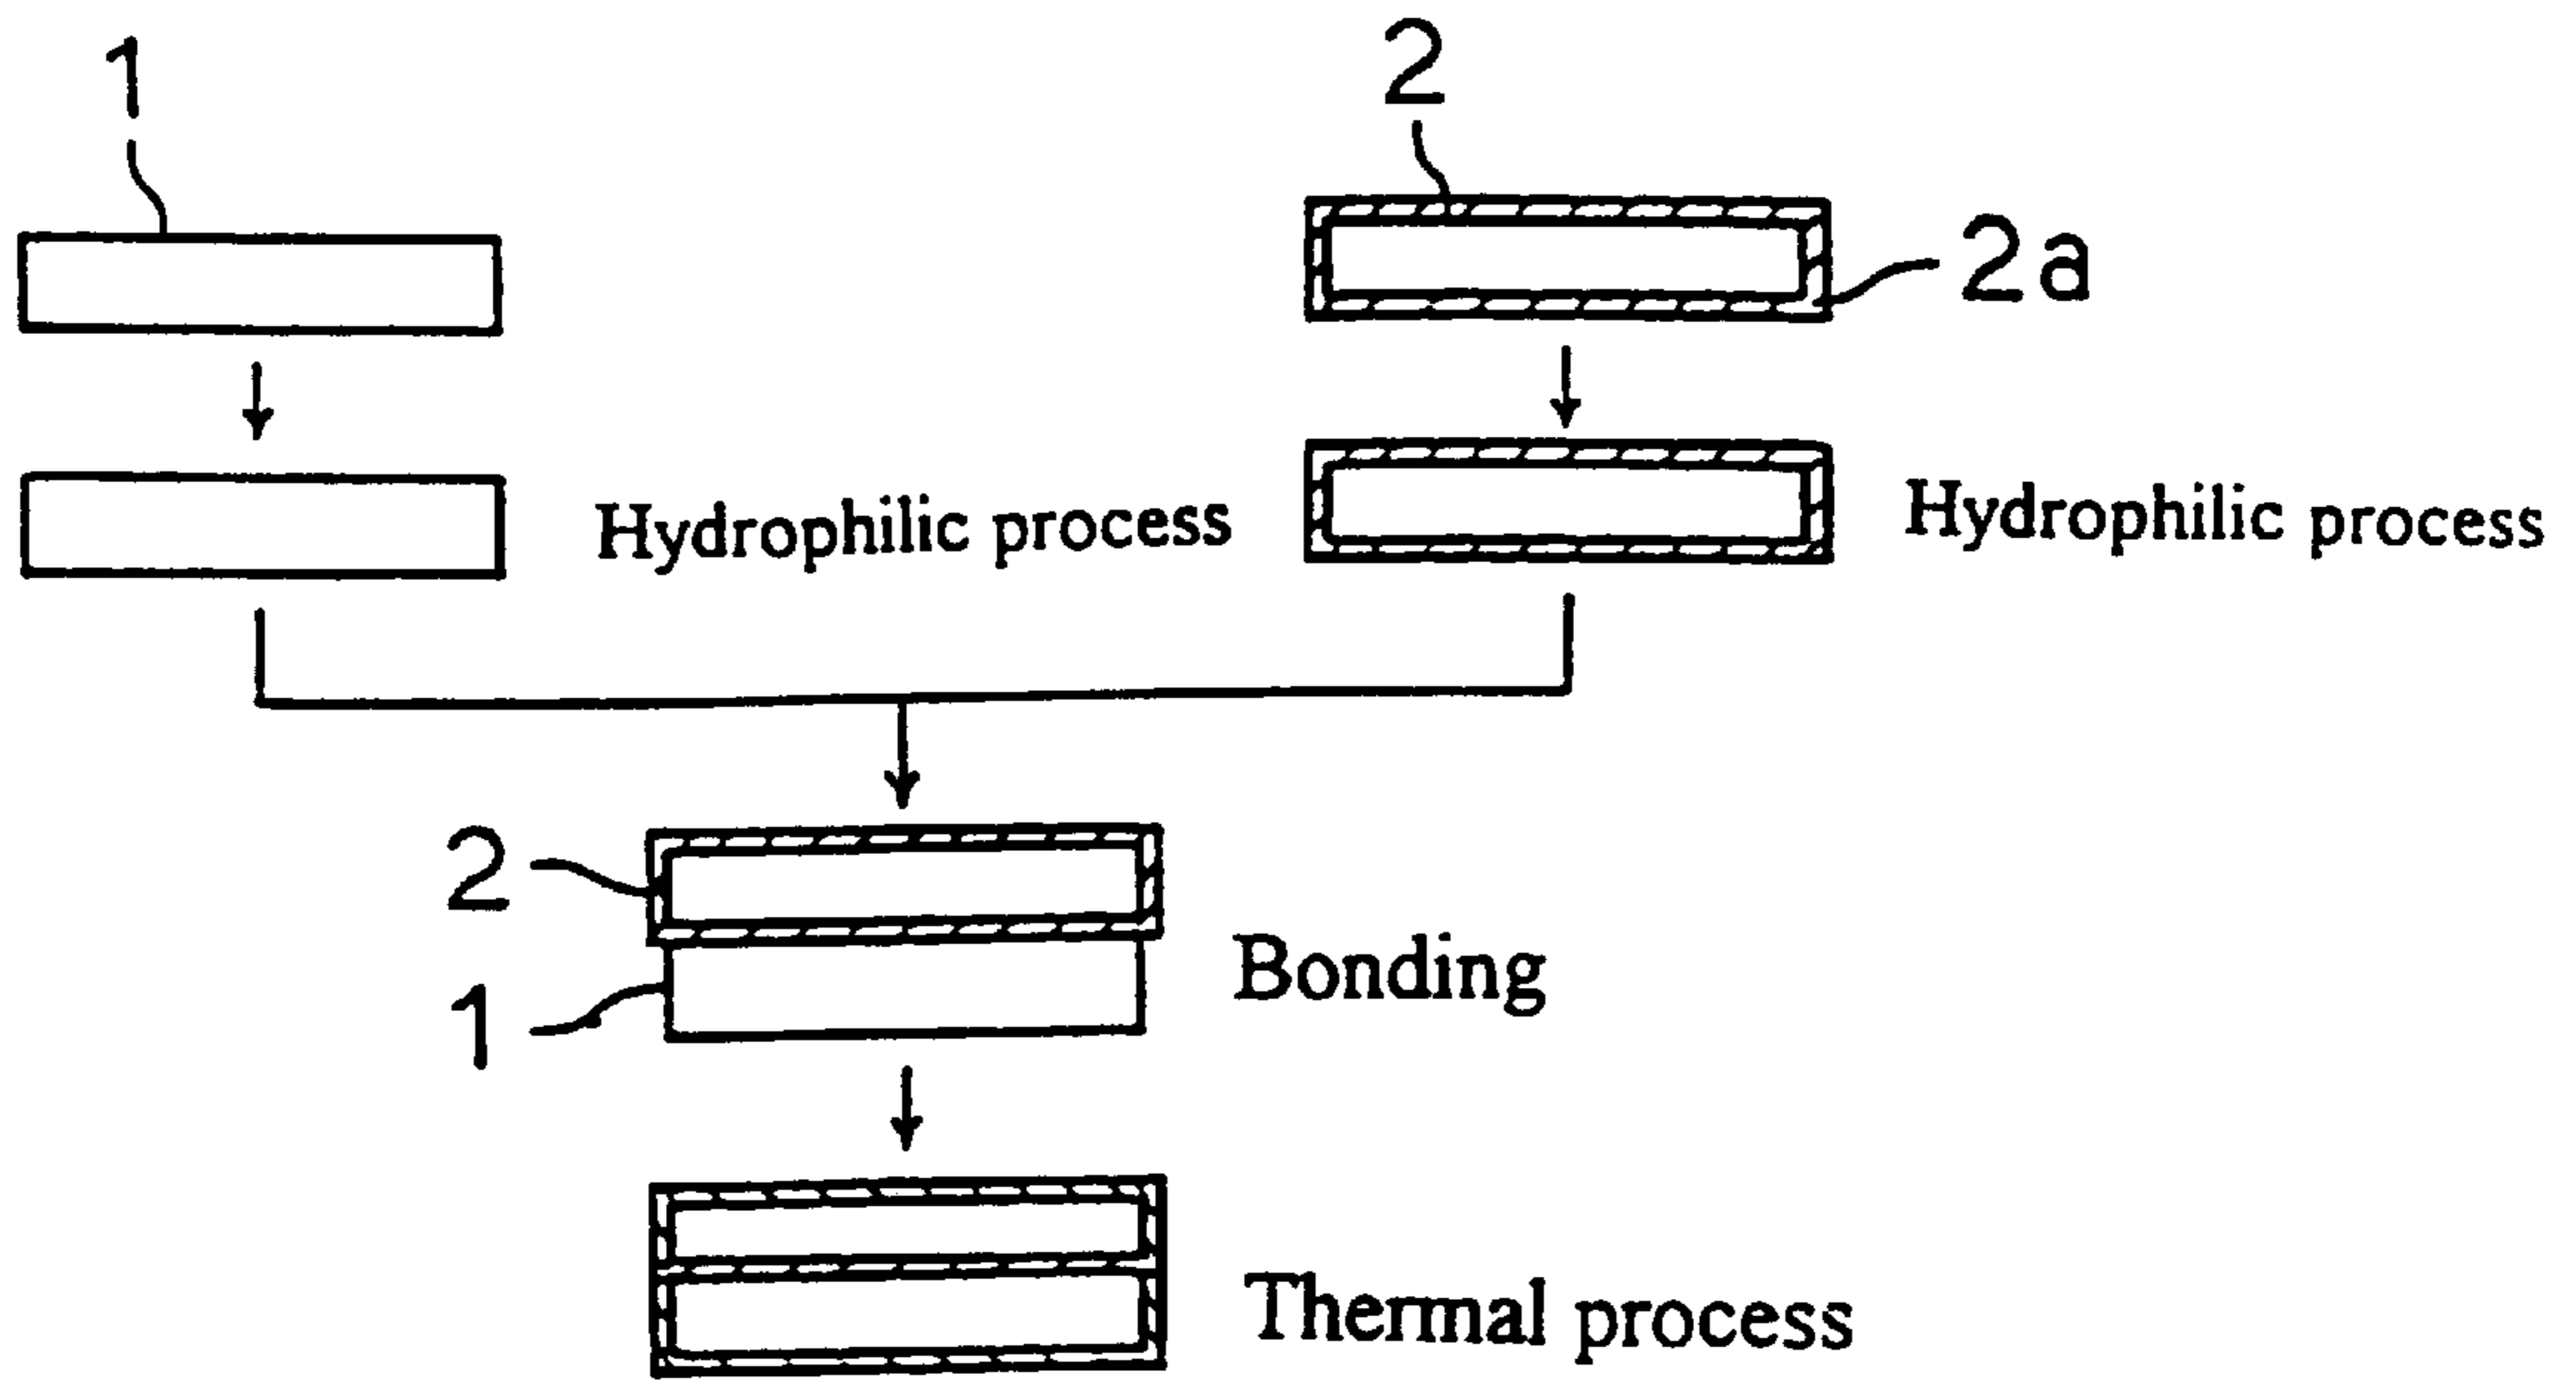 1
2
2a
Hydrophilic process
Hydrophilic process
2
1
Bonding
Thermal process